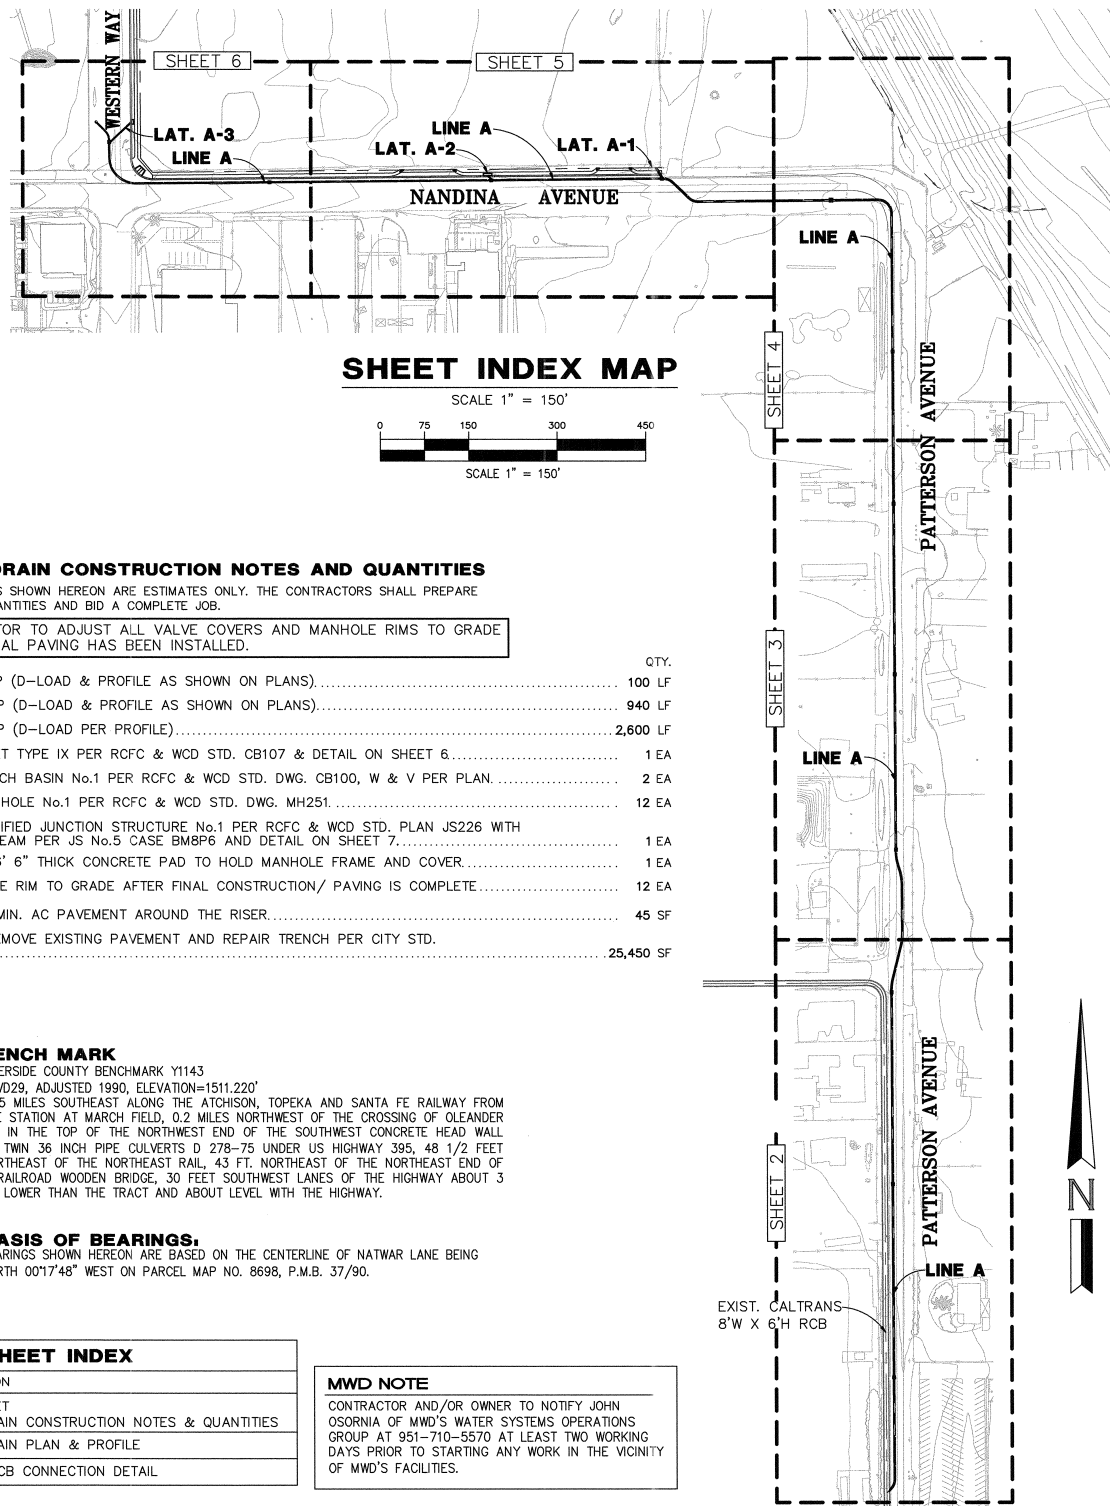 WESTERN WAY
SHEET 6
SHEET 5
LAT. A-3
LINE A
LINE A
LAT. A-2
LAT. A-1
NANDINA AVENUE
LINE A
SHEET INDEX MAP
SCALE 1" = 150'
0 75 150 300 450
SCALE 1" = 150'
SHEET 4
PATTERSON AVENUE
DRAIN CONSTRUCTION NOTES AND QUANTITIES
S SHOWN HEREON ARE ESTIMATES ONLY. THE CONTRACTORS SHALL PREPARE
ANTITIES AND BID A COMPLETE JOB.
TOR TO ADJUST ALL VALVE COVERS AND MANHOLE RIMS TO GRADE
AL PAVING HAS BEEN INSTALLED.
QTY.
P (D-LOAD & PROFILE AS SHOWN ON PLANS) 100 LF
P (D-LOAD & PROFILE AS SHOWN ON PLANS) 940 LF
P (D-LOAD PER PROFILE) 2,600 LF
T TYPE IX PER RCFC & WCD STD. CB107 & DETAIL ON SHEET 6 1 EA
CH BASIN No.1 PER RCFC & WCD STD. DWG. CB100, W & V PER PLAN. 2 EA
HOLE No.1 PER RCFC & WCD STD. DWG. MH251. 12 EA
IFIED JUNCTION STRUCTURE No.1 PER RCFC & WCD STD. PLAN JS226 WITH
EAM PER JS No.5 CASE BM8P6 AND DETAIL ON SHEET 7 1 EA
6' 6" THICK CONCRETE PAD TO HOLD MANHOLE FRAME AND COVER 1 EA
E RIM TO GRADE AFTER FINAL CONSTRUCTION/ PAVING IS COMPLETE 12 EA
MIN. AC PAVEMENT AROUND THE RISER 45 SF
EMOVE EXISTING PAVEMENT AND REPAIR TRENCH PER CITY STD.
25,450 SF
SHEET 3
LINE A
ENCH MARK
ERSIDE COUNTY BENCHMARK Y1143
VD29, ADJUSTED 1990, ELEVATION=1511.220'
5 MILES SOUTHEAST ALONG THE ATCHISON, TOPEKA AND SANTA FE RAILWAY FROM
E STATION AT MARCH FIELD, 0.2 MILES NORTHWEST OF THE CROSSING OF OLEANDER
IN THE TOP OF THE NORTHWEST END OF THE SOUTHWEST CONCRETE HEAD WALL
TWIN 36 INCH PIPE CULVERTS D 278-75 UNDER US HIGHWAY 395, 48 1/2 FEET
RTHEAST OF THE NORTHEAST RAIL, 43 FT. NORTHEAST OF THE NORTHEAST END OF
RAILROAD WOODEN BRIDGE, 30 FEET SOUTHWEST LANES OF THE HIGHWAY ABOUT 3
LOWER THAN THE TRACT AND ABOUT LEVEL WITH THE HIGHWAY.
ASIS OF BEARINGS:
ARINGS SHOWN HEREON ARE BASED ON THE CENTERLINE OF NATWAR LANE BEING
RTH 00°17'48" WEST ON PARCEL MAP NO. 8698, P.M.B. 37/90.
SHEET 2
PATTERSON AVENUE
N
LINE A
EXIST. CALTRANS
8'W X 6'H RCB
HEET INDEX
ON
ET
AIN CONSTRUCTION NOTES & QUANTITIES
AIN PLAN & PROFILE
CB CONNECTION DETAIL
MWD NOTE
CONTRACTOR AND/OR OWNER TO NOTIFY JOHN
OSORNIA OF MWD'S WATER SYSTEMS OPERATIONS
GROUP AT 951-710-5570 AT LEAST TWO WORKING
DAYS PRIOR TO STARTING ANY WORK IN THE VICINITY
OF MWD'S FACILITIES.